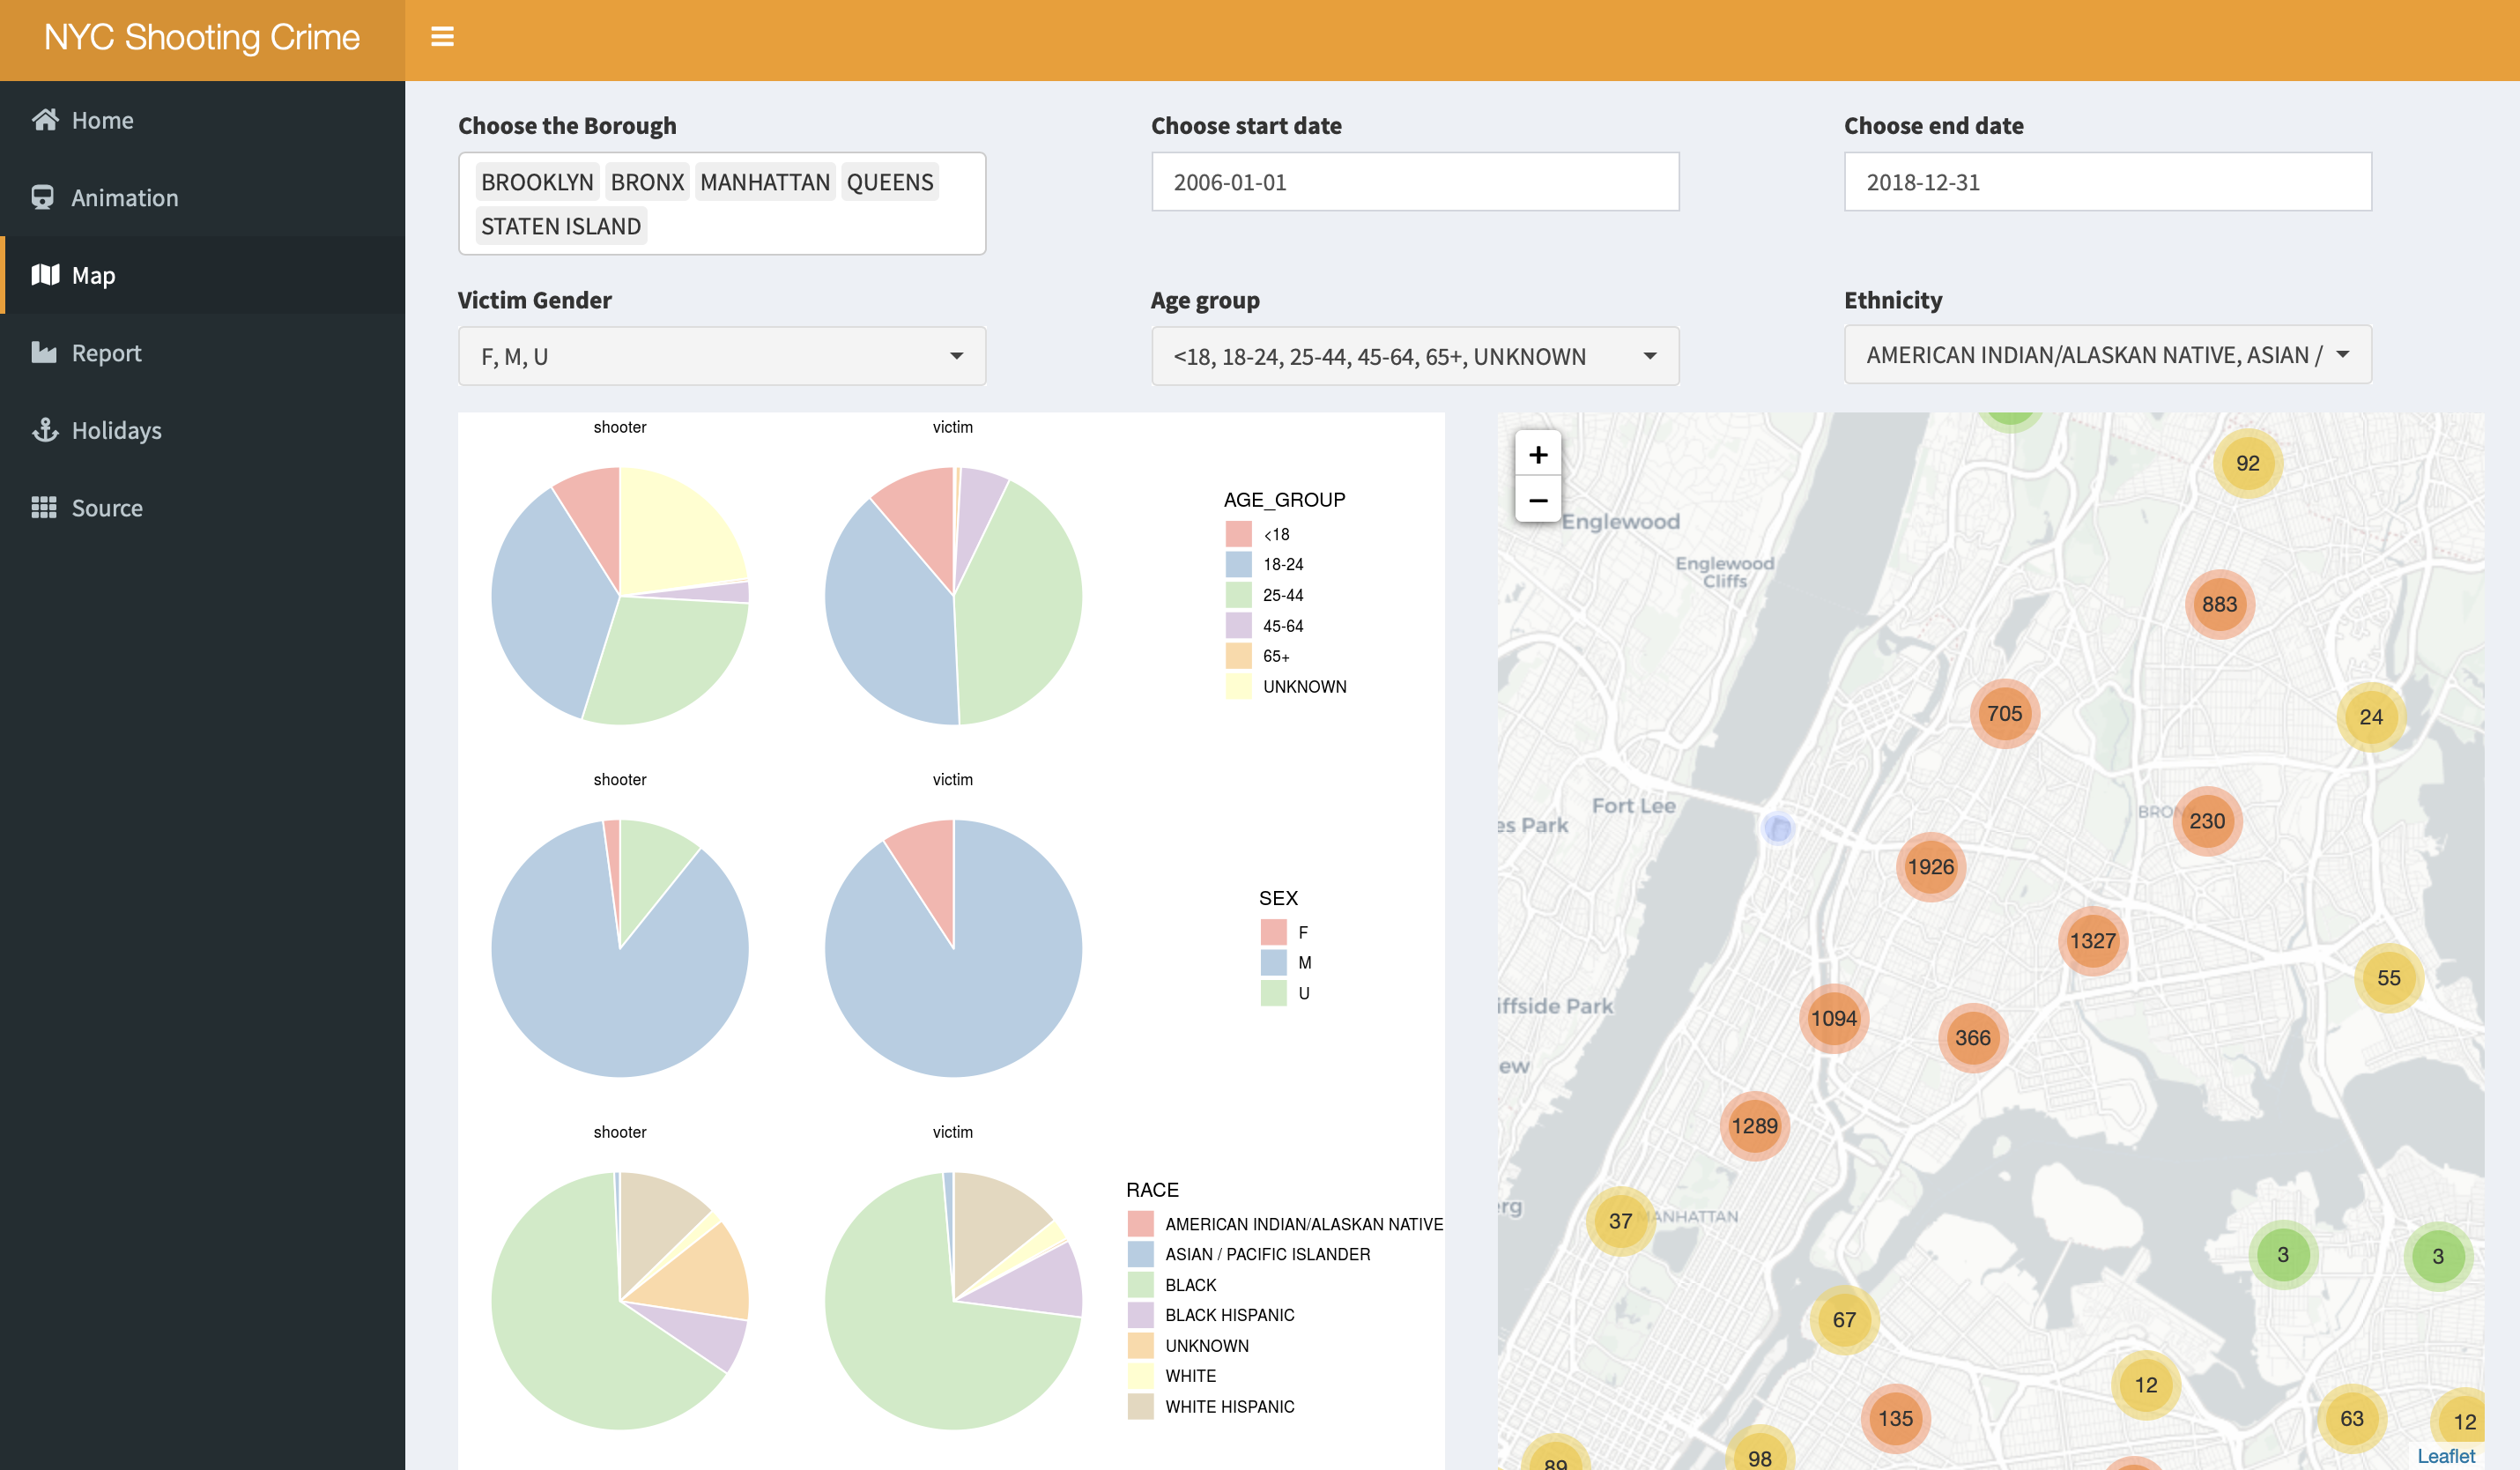 NYC Shooting Crime
Home
Animation
Map
Report
Holidays
Source
Choose the Borough
BROOKLYN BRONX MANHATTAN QUEENS
STATEN ISLAND
Choose start date
2006-01-01
Choose end date
2018-12-31
Victim Gender
F, M, U
Age group
<18, 18-24, 25-44, 45-64, 65+, UNKNOWN
Ethnicity
AMERICAN INDIAN/ALASKAN NATIVE, ASIAN /
shooter
victim
AGE_GROUP
<18
18-24
25-44
45-64
65+
UNKNOWN
shooter
victim
SEX
F
M
U
shooter
victim
RACE
AMERICAN INDIAN/ALASKAN NATIVE
ASIAN / PACIFIC ISLANDER
BLACK
BLACK HISPANIC
UNKNOWN
WHITE
WHITE HISPANIC
+
−
92
Englewood
Englewood
Cliffs
883
705
24
Fort Lee
es Park
BRON
230
1926
1327
55
iffside Park
1094
366
ew
1289
erg
37
MANHATTAN
3
3
67
12
135
63
12
98
89
Leaflet